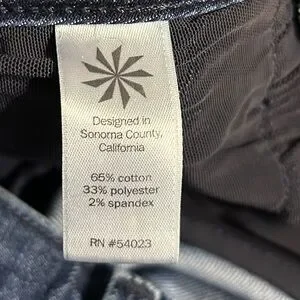 Designed in
Sonoma County,
California
65% cotton
33% polyester
2% spandex
RN #54023